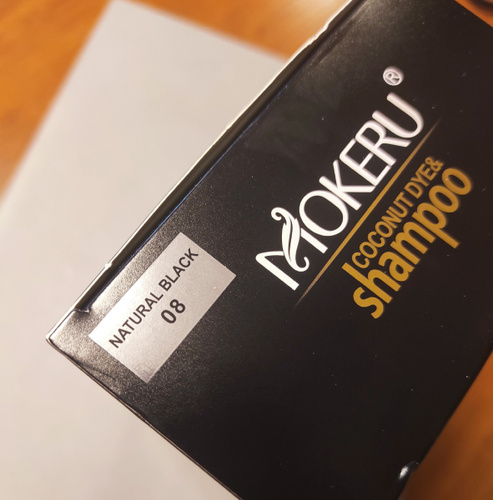 MOKERU®
COCONUT DYE&
shampoo
NATURAL BLACK
08